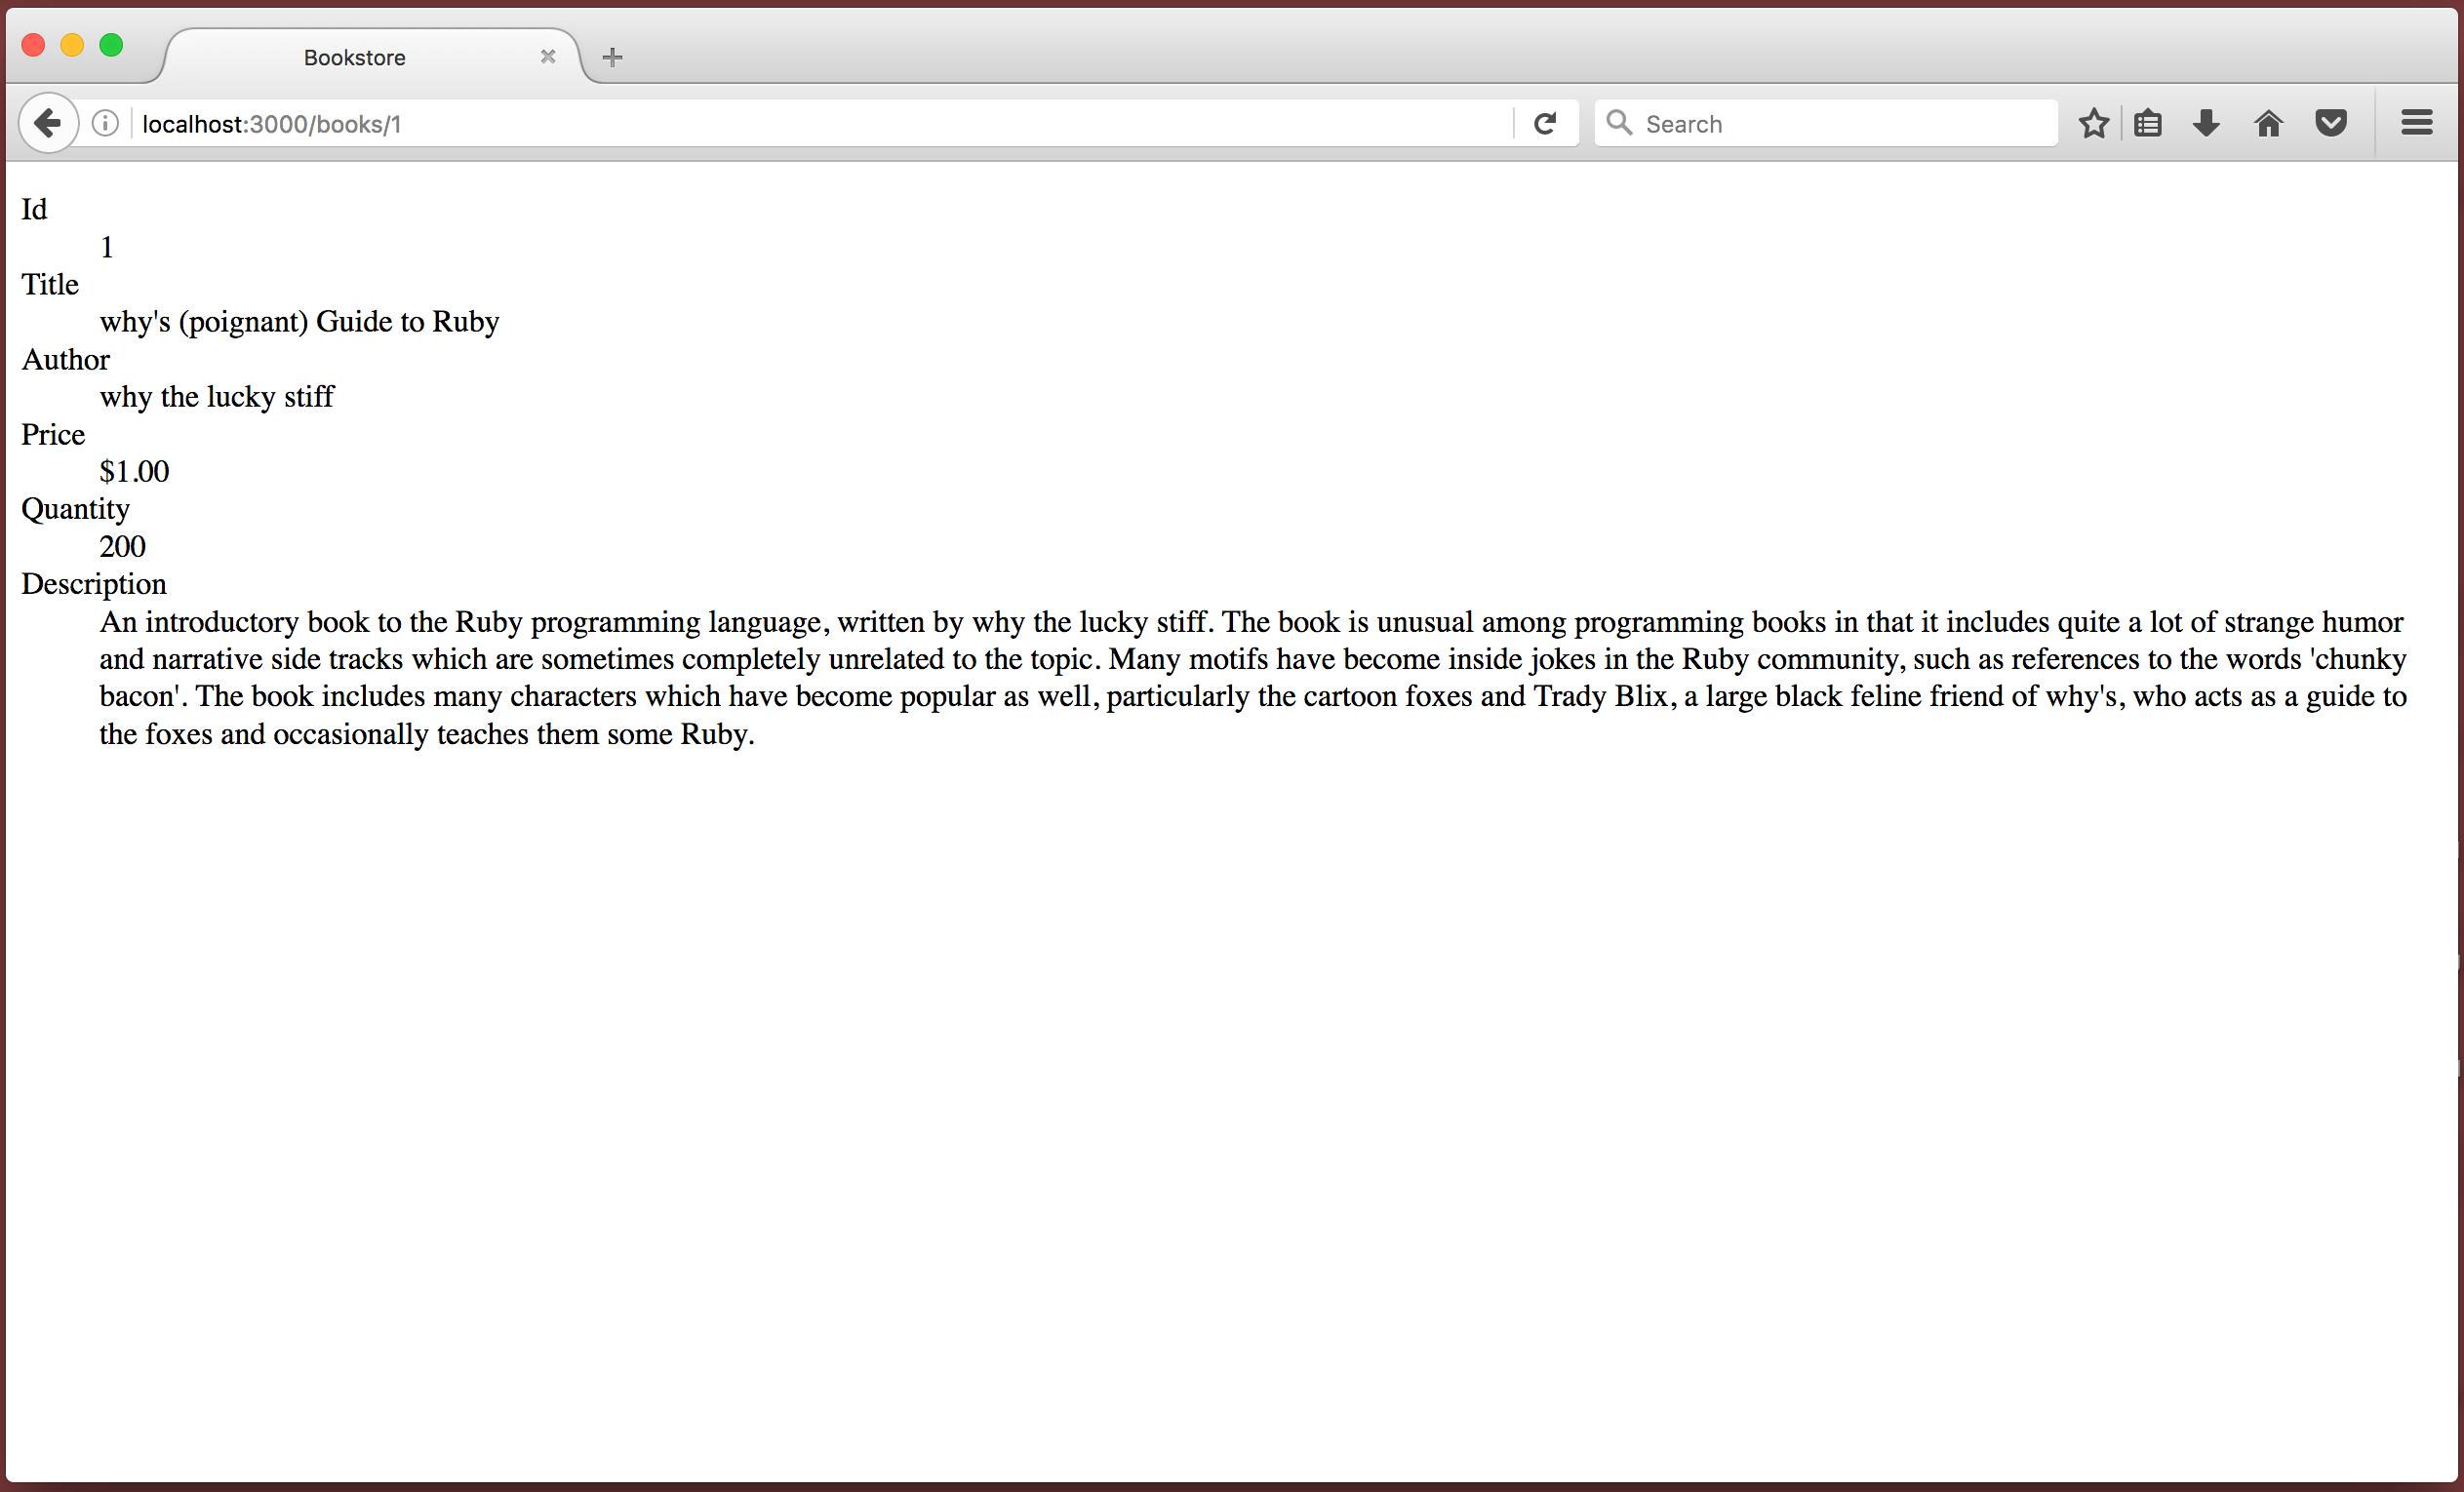 Bookstore
localhost:3000/books/1
Search
Id
1
Title
why's (poignant) Guide to Ruby
Author
why the lucky stiff
Price
$1.00
Quantity
200
Description
An introductory book to the Ruby programming language, written by why the lucky stiff. The book is unusual among programming books in that it includes quite a lot of strange humor
and narrative side tracks which are sometimes completely unrelated to the topic. Many motifs have become inside jokes in the Ruby community, such as references to the words 'chunky
bacon'. The book includes many characters which have become popular as well, particularly the cartoon foxes and Trady Blix, a large black feline friend of why's, who acts as a guide to
the foxes and occasionally teaches them some Ruby.